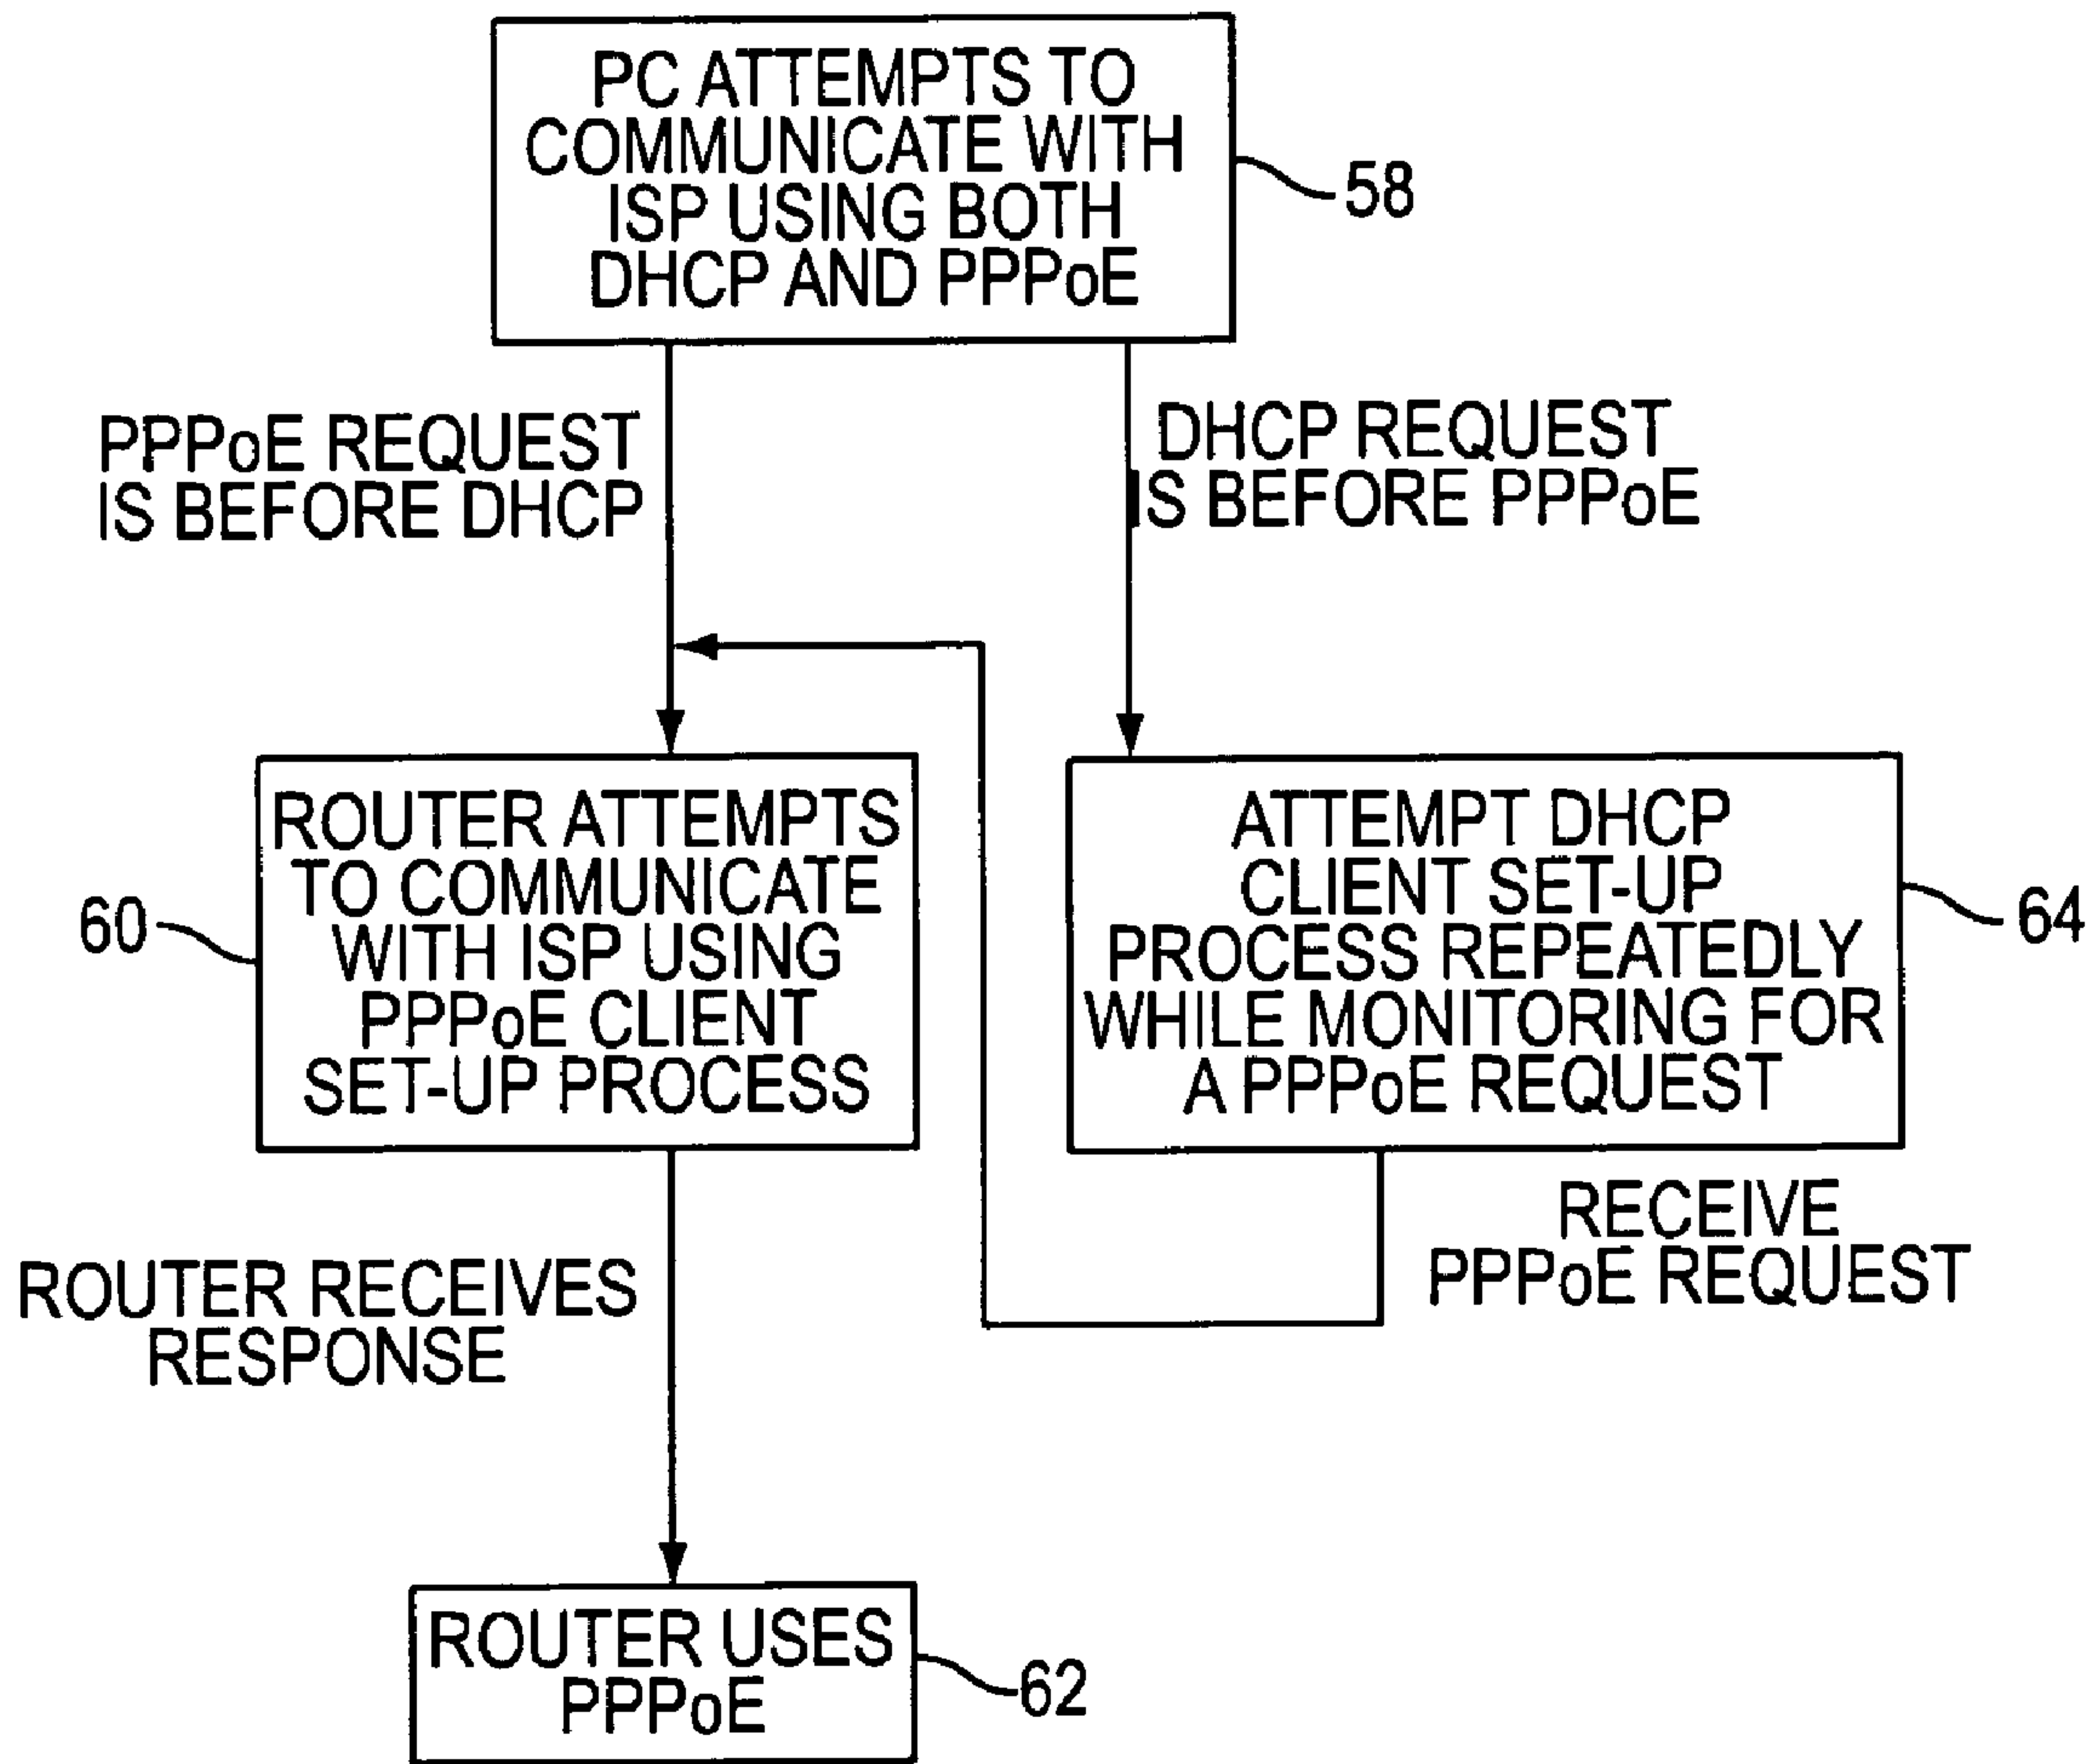 PC ATTEMPTS TO
COMMUNICATE WITH
ISP USING BOTH
DHCP AND PPPoE
58
PPPoE REQUEST
IS BEFORE DHCP
DHCP REQUEST
IS BEFORE PPPoE
ROUTER ATTEMPTS
TO COMMUNICATE
WITH ISP USING
PPPoE CLIENT
SET-UP PROCESS
60
ATTEMPT DHCP
CLIENT SET-UP
PROCESS REPEATEDLY
WHILE MONITORING FOR
A PPPoE REQUEST
64
RECEIVE
PPPoE REQUEST
ROUTER RECEIVES
RESPONSE
ROUTER USES
PPPoE
62